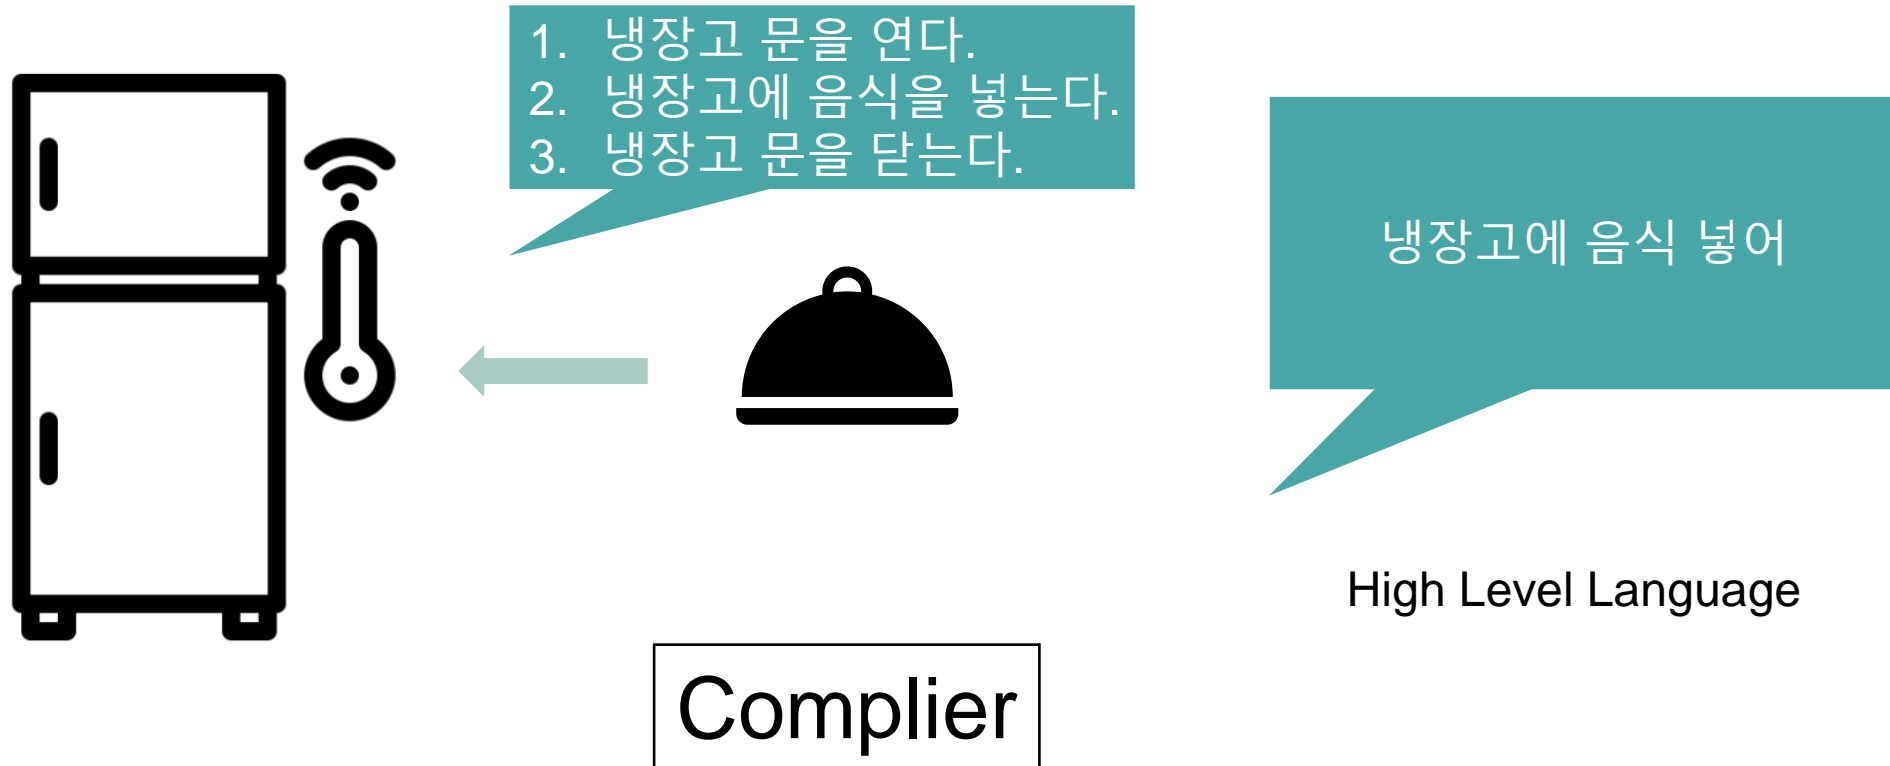 1. 냉장고 문을 연다.
2. 냉장고에 음식을 넣는다.
3. 냉장고 문을 닫는다.
냉장고에 음식 넣어
High Level Language
Complier